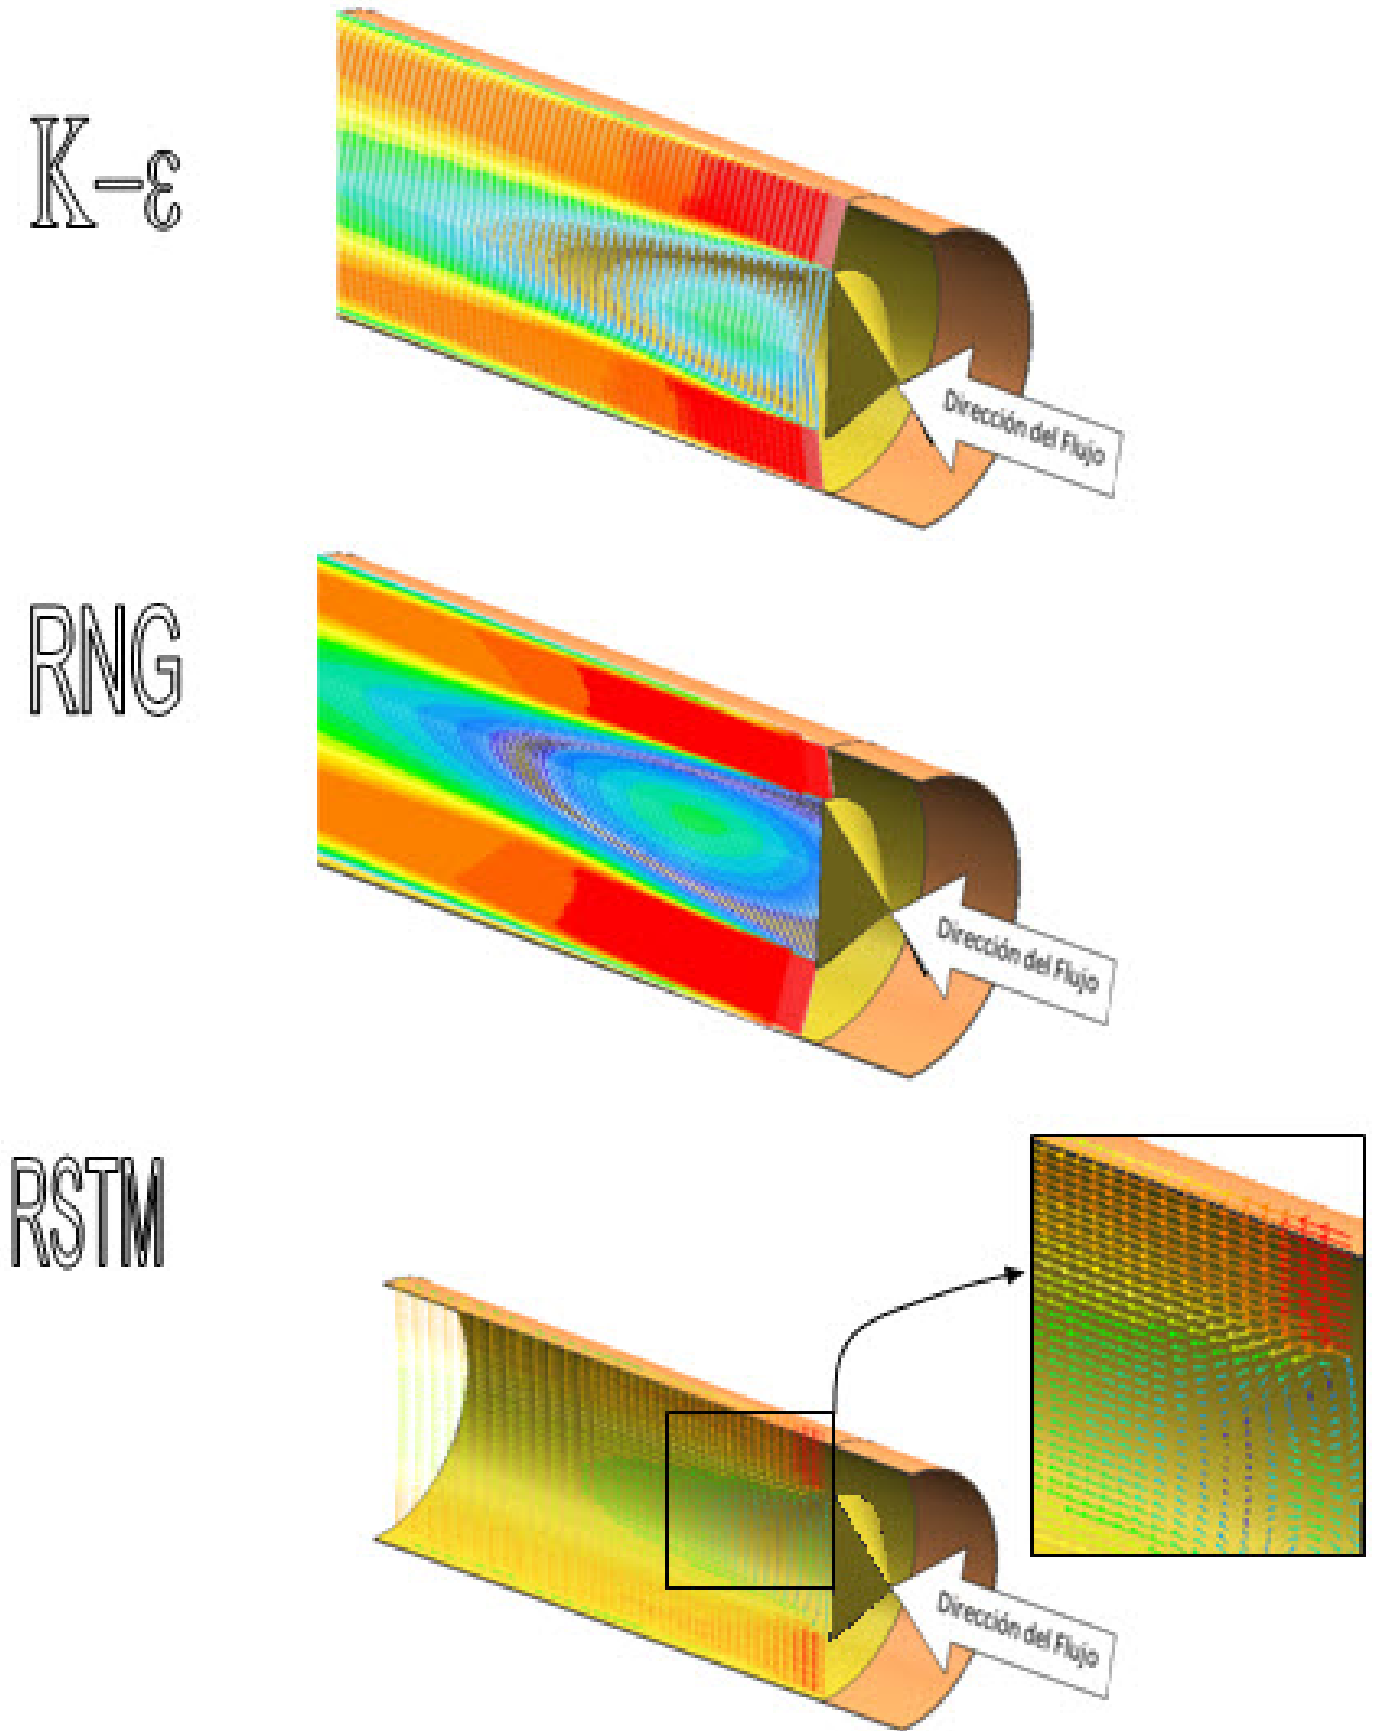 K-ε
Dirección del Flujo
RNG
Dirección del Flujo
RSTM
Dirección del Flujo